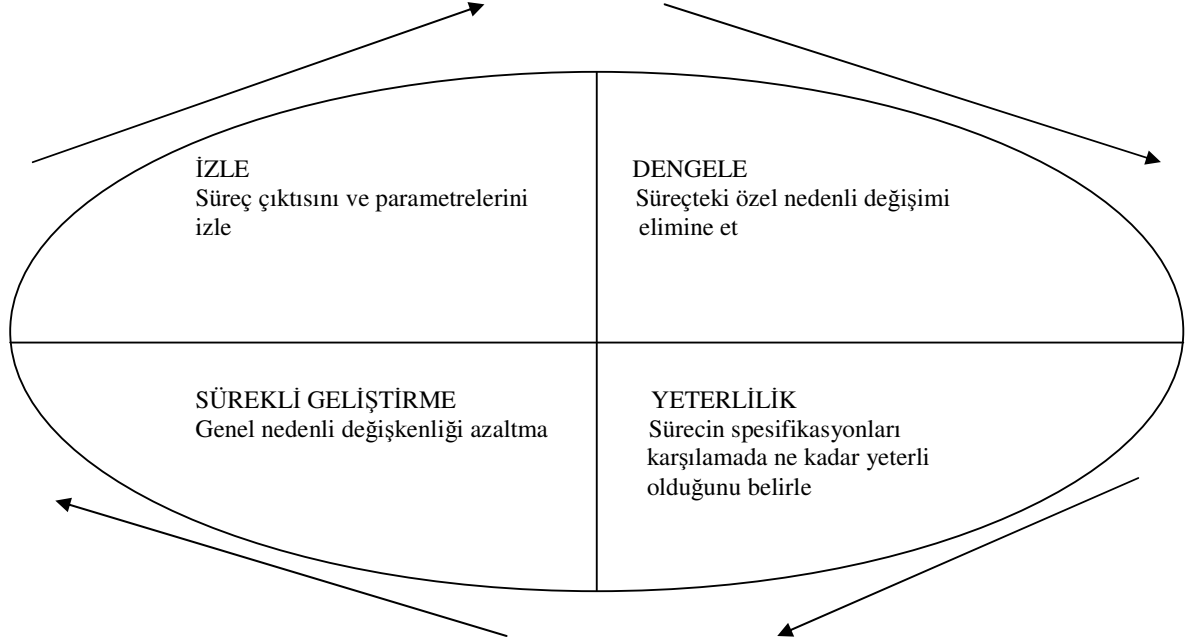 İZLE
Süreç çıktısını ve parametrelerini
izle
DENGELE
Süreçteki özel nedenli değişimi
elimine et
SÜREKLİ GELİŞTİRME
Genel nedenli değişkenliği azaltma
YETERLİLİK
Sürecin spesifikasyonları
karşılamada ne kadar yeterli
olduğunu belirle